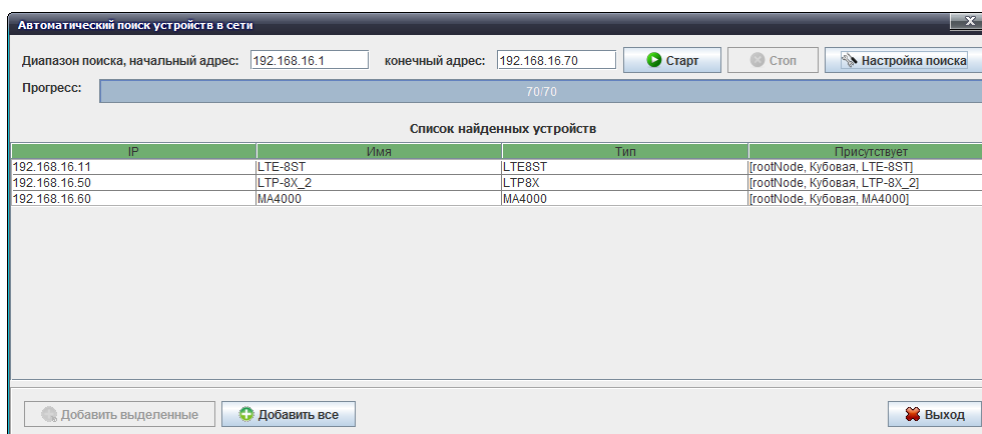 Автоматический поиск устройств в сети
Диапазон поиска, начальный адрес: 192.168.16.1 конечный адрес: 192.168.16.70 Старт Стоп Настройка поиска
Прогресс: 70/70
Список найденных устройств
IP Имя Тип Присутствует
192.168.16.11 LTE-8ST LTE8ST [rootNode, Кубовая, LTE-8ST]
192.168.16.50 LTP-8X_2 LTP8X [rootNode, Кубовая, LTP-8X_2]
192.168.16.60 MA4000 MA4000 [rootNode, Кубовая, MA4000]
Добавить выделенные Добавить все Выход